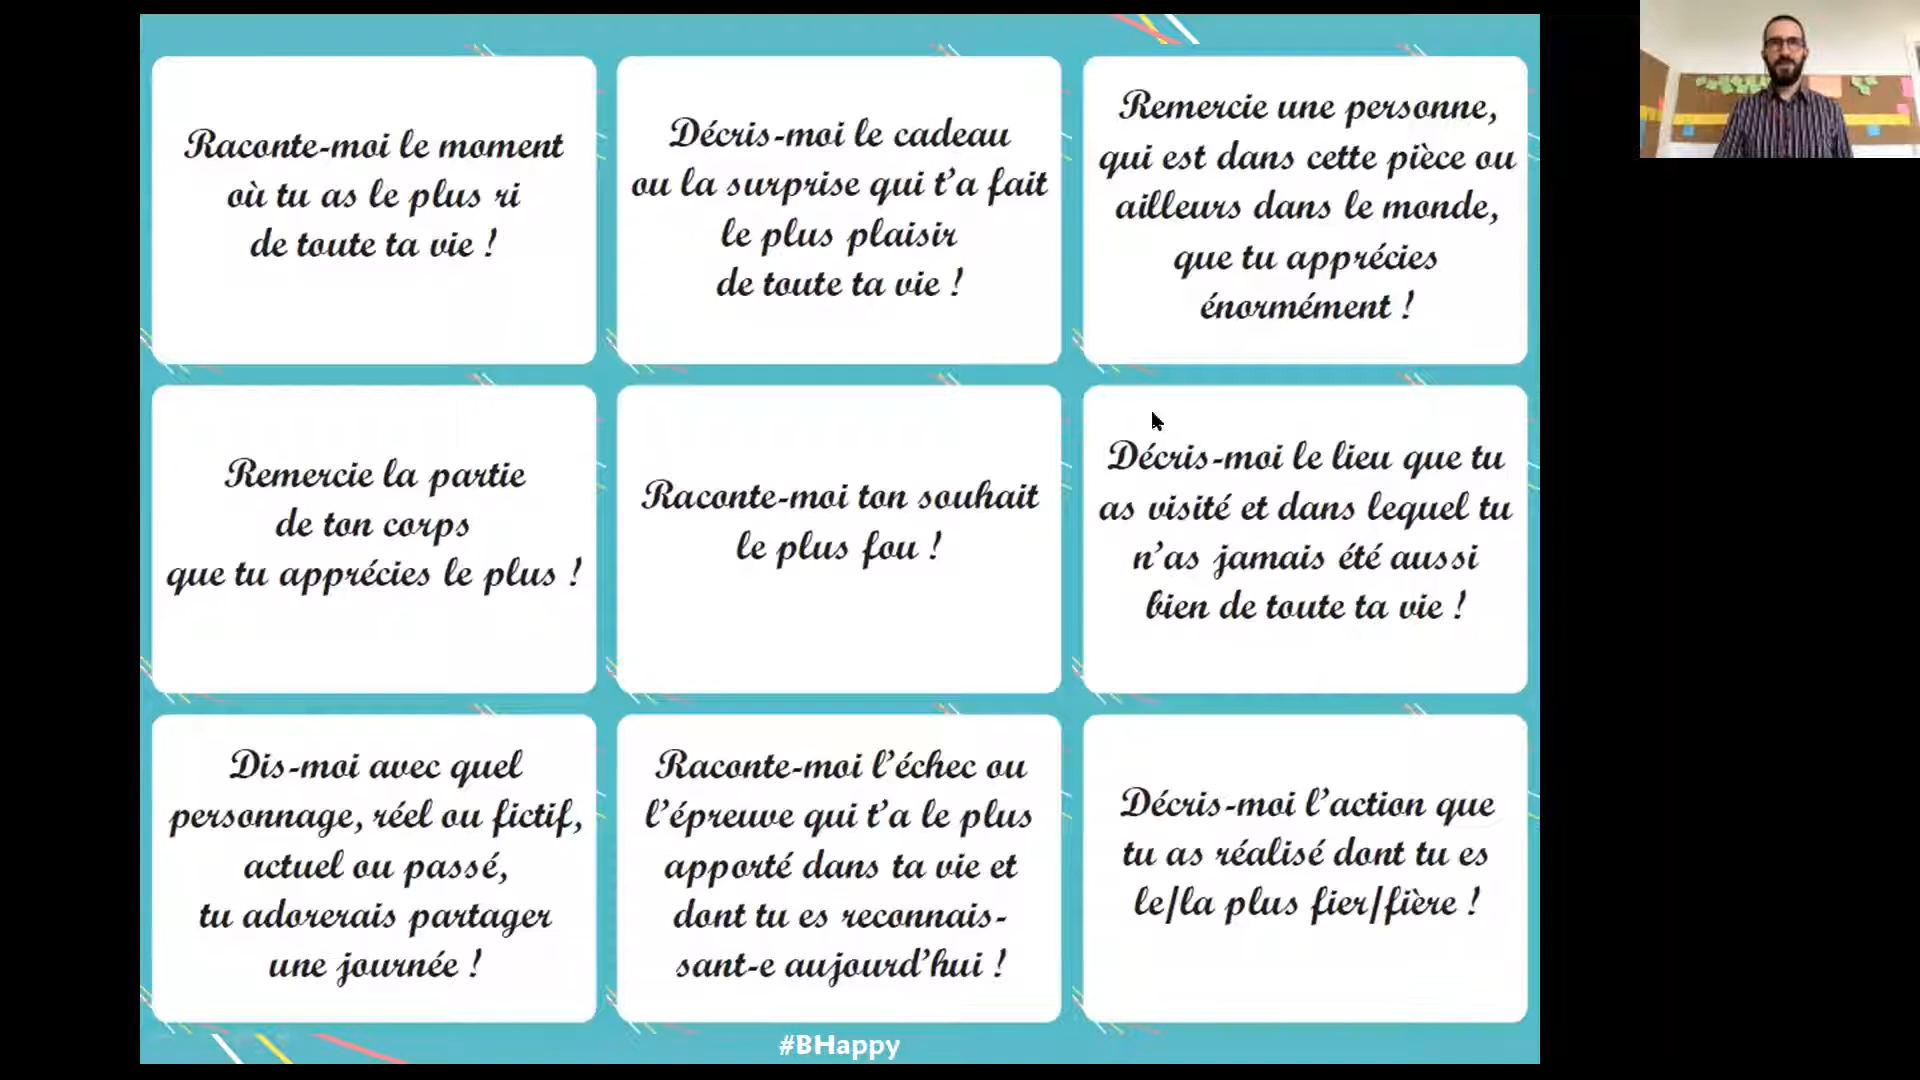 Raconte-moi le moment
où tu as le plus ri
de toute ta vie !
Décris-moi le cadeau
ou la surprise qui t'a fait
le plus plaisir
de toute ta vie !
Remercie une personne,
qui est dans cette pièce ou
ailleurs dans le monde,
que tu apprécies
énormément !
Remercie la partie
de ton corps
que tu apprécies le plus !
Raconte-moi ton souhait
le plus fou !
Décris-moi le lieu que tu
as visité et dans lequel tu
n'as jamais été aussi
bien de toute ta vie !
Dis-moi avec quel
personnage, réel ou fictif,
actuel ou passé,
tu adorerais partager
une journée !
Raconte-moi l'échec ou
l'épreuve qui t'a le plus
apporté dans ta vie et
dont tu es reconnais-
sant-e aujourd'hui !
Décris-moi l'action que
tu as réalisé dont tu es
le/la plus fier/fière !
#BHappy